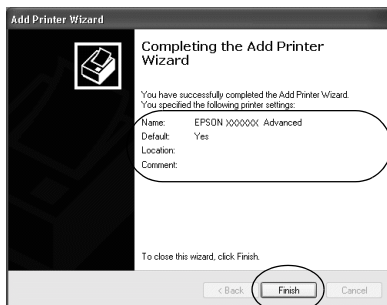 Add Printer Wizard
Completing the Add Printer
Wizard
You have successfully completed the Add Printer Wizard.
You specified the following printer settings:
Name: EPSON XXXXXX Advanced
Default: Yes
Location:
Comment:
To close this wizard, click Finish.
< Back Finish Cancel